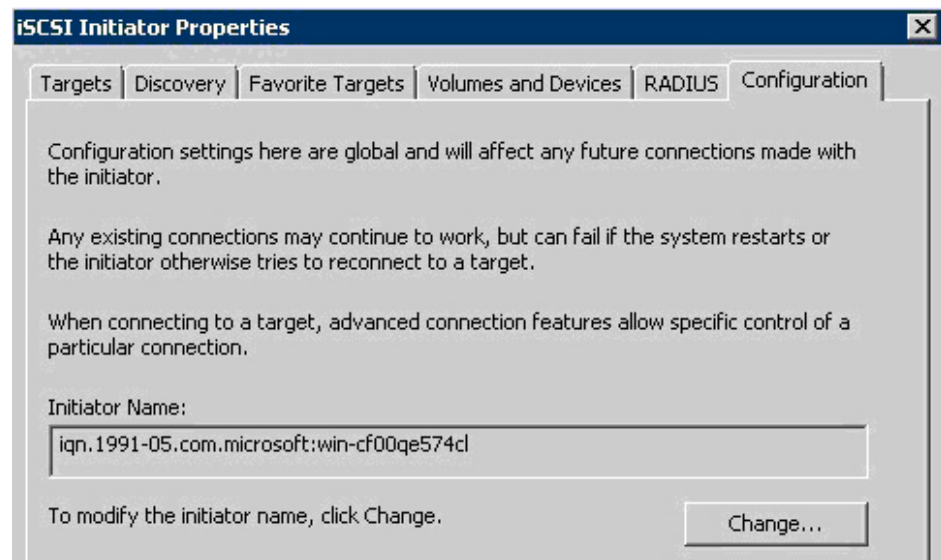 iSCSI Initiator Properties
Targets Discovery Favorite Targets Volumes and Devices RADIUS Configuration
Configuration settings here are global and will affect any future connections made with
the initiator.
Any existing connections may continue to work, but can fail if the system restarts or
the initiator otherwise tries to reconnect to a target.
When connecting to a target, advanced connection features allow specific control of a
particular connection.
Initiator Name:
iqn.1991-05.com.microsoft:win-cf00qe574cl
To modify the initiator name, click Change.
Change...